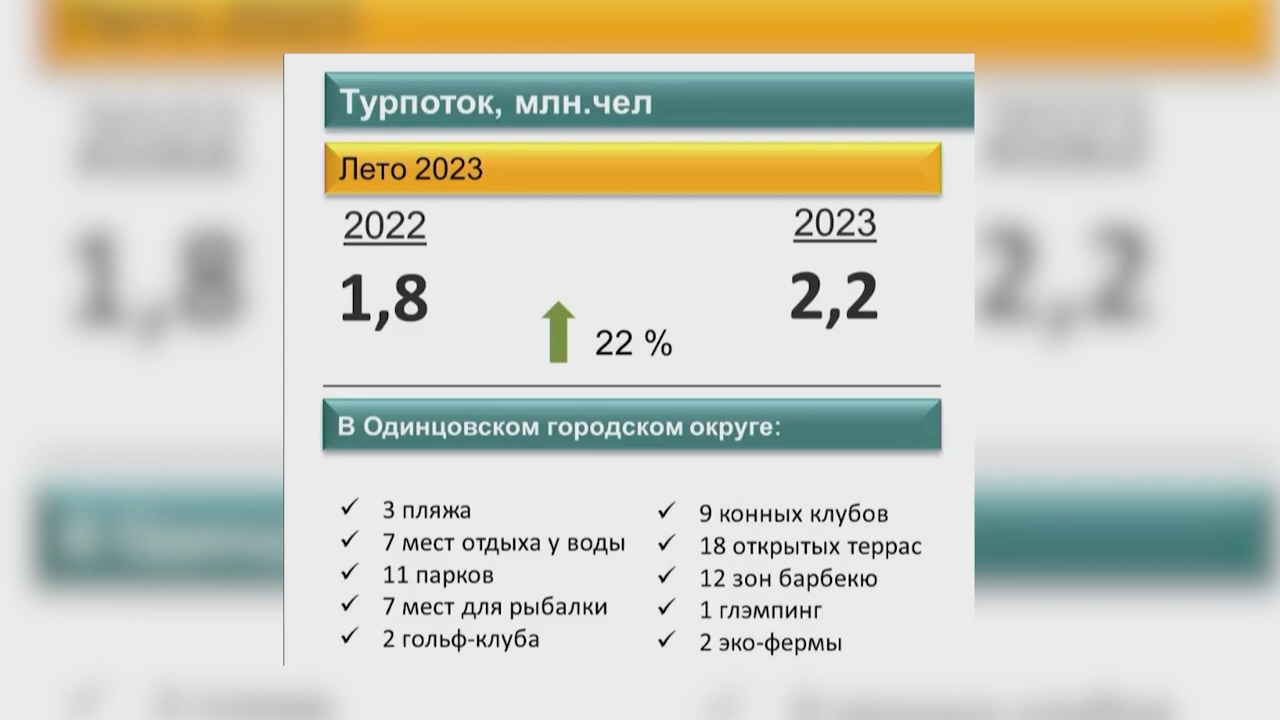 Турпоток, млн.чел
Лето 2023
2022
2023
1,8
2,2
22 %
В Одинцовском городском округе:
✓ 3 пляжа
✓ 7 мест отдыха у воды
✓ 11 парков
✓ 7 мест для рыбалки
✓ 2 гольф-клуба
✓ 9 конных клубов
✓ 18 открытых террас
✓ 12 зон барбекю
✓ 1 глэмпинг
✓ 2 эко-фермы